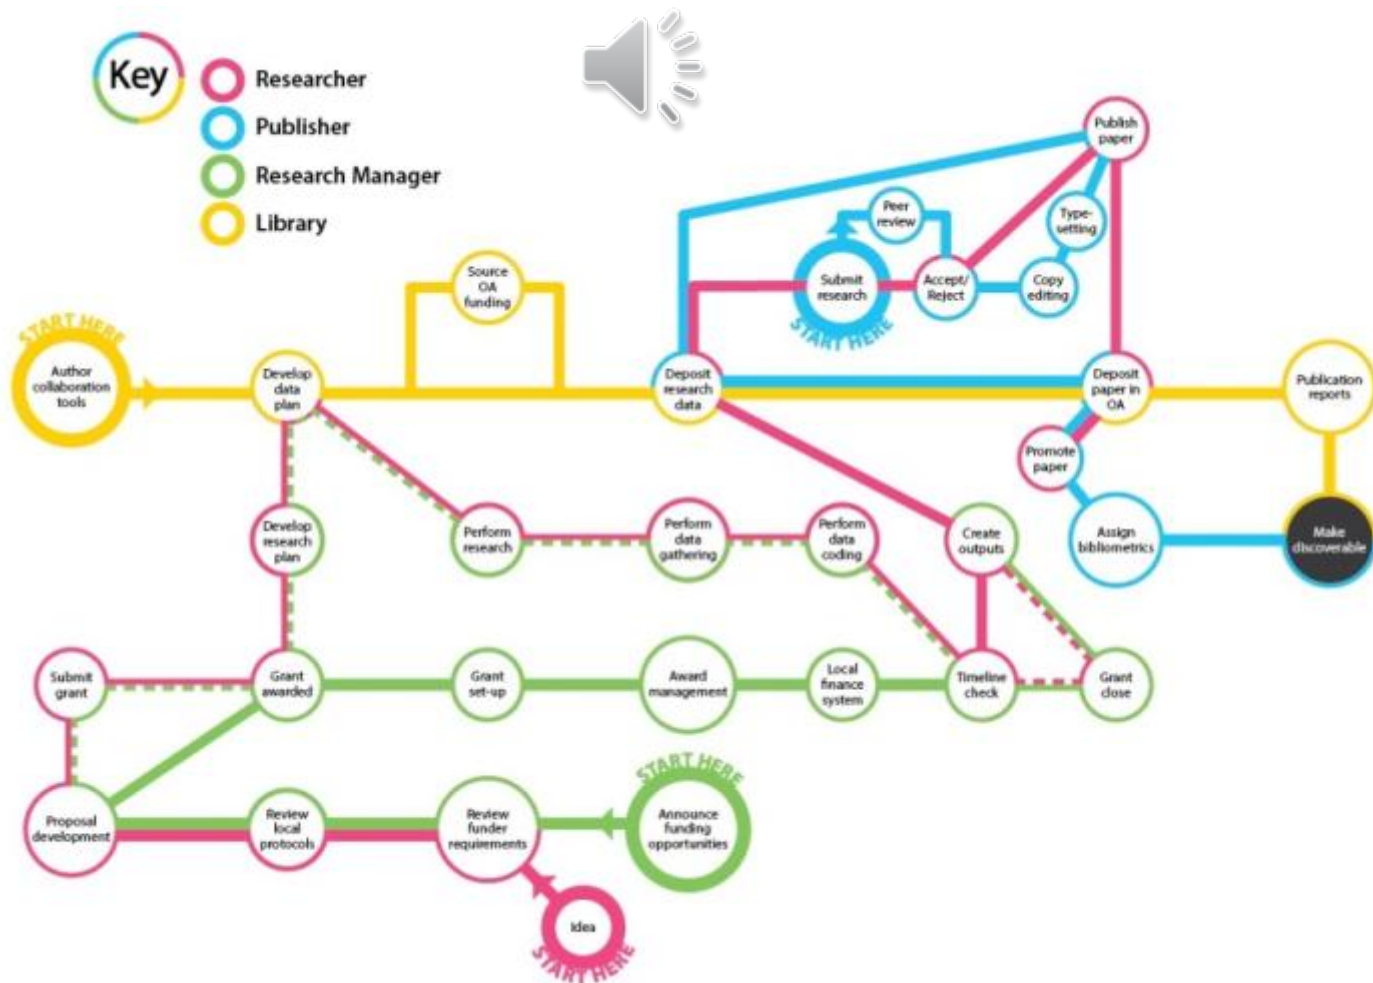 Key
Researcher
Publisher
Research Manager
Library
Publish
paper
Peer
review
Type-
setting
Source
OA
funding
Submit
research
START HERE
Accept/
Reject
Copy
editing
START HERE
Author
collaboration
tools
Develop
data
plan
Deposit
research
data
Deposit
paper in
OA
Publication
reports
Promote
paper
Develop
research
plan
Perform
research
Perform
data
gathering
Perform
data
coding
Create
outputs
Assign
bibliometrics
Make
discoverable
Submit
grant
Grant
awarded
Grant
set-up
Award
management
Local
finance
system
Timeline
check
Grant
close
Proposal
development
Review
local
protocols
Review
funder
requirements
START HERE
Announce
funding
opportunities
Idea
START HERE